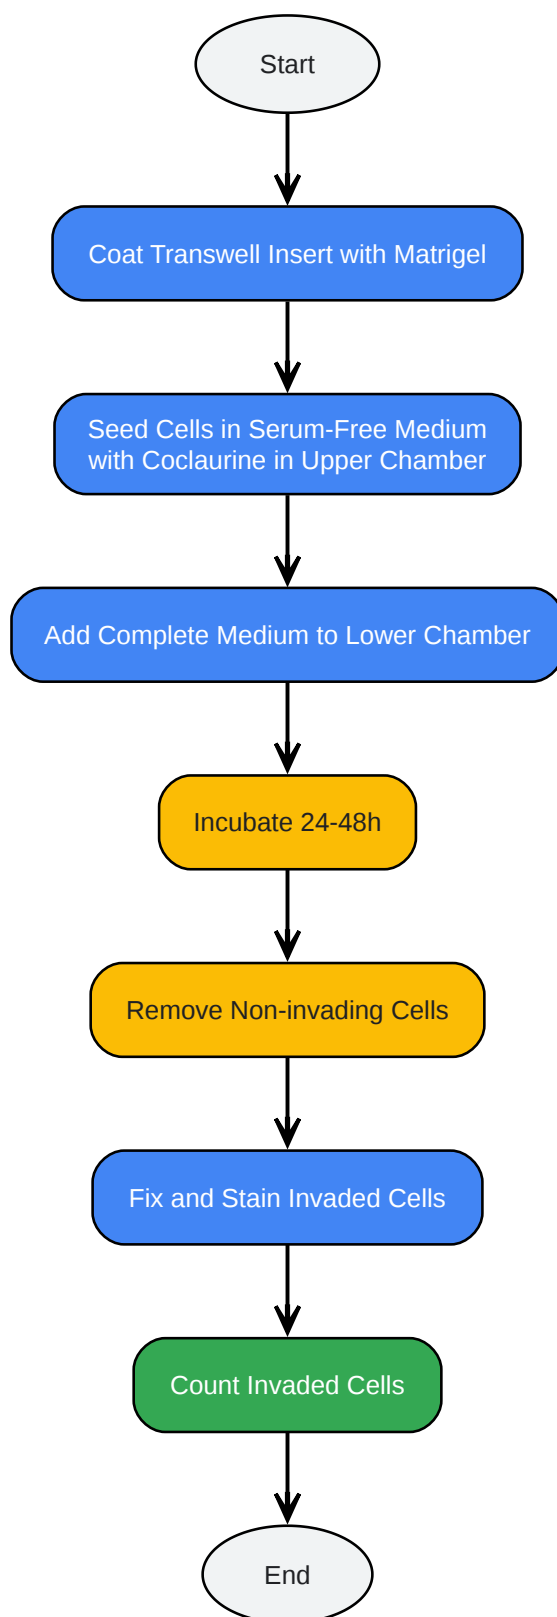 Start
Coat Transwell Insert with Matrigel
Seed Cells in Serum-Free Medium
with Coclaurine in Upper Chamber
Add Complete Medium to Lower Chamber
Incubate 24-48h
Remove Non-invading Cells
Fix and Stain Invaded Cells
Count Invaded Cells
End